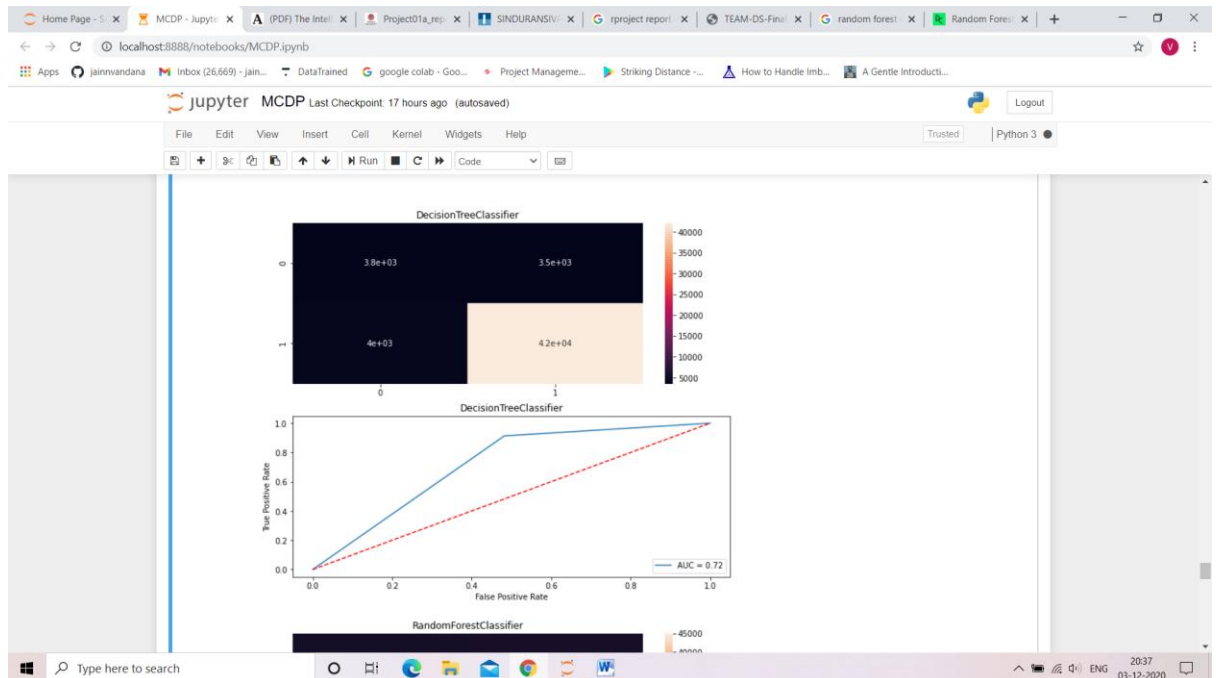 Home Page - S
MCDP - Jupyte
(PDF) The Intell
Project01a_rep
SINDURANSIVA
rproject report
TEAM-DS-Final
random forest
Random Forest
localhost:8888/notebooks/MCDP.ipynb
V
Apps jainnvandana Inbox (26,669) - jain... DataTrained google colab - Goo... Project Manageme... Striking Distance -... How to Handle Imb... A Gentle Introducti...
jupyter MCDP Last Checkpoint: 17 hours ago (autosaved)
Logout
File Edit View Insert Cell Kernel Widgets Help
Trusted Python 3
Run Code
DecisionTreeClassifier
0 3.8e+03 3.5e+03
1 4e+03 4.2e+04
0 1
40000
35000
30000
25000
20000
15000
10000
5000
DecisionTreeClassifier
True Positive Rate
1.0
0.8
0.6
0.4
0.2
0.0
AUC = 0.72
0.0 0.2 0.4 0.6 0.8 1.0
False Positive Rate
RandomForestClassifier
45000
40000
Type here to search
ENG
20:37
03-12-2020